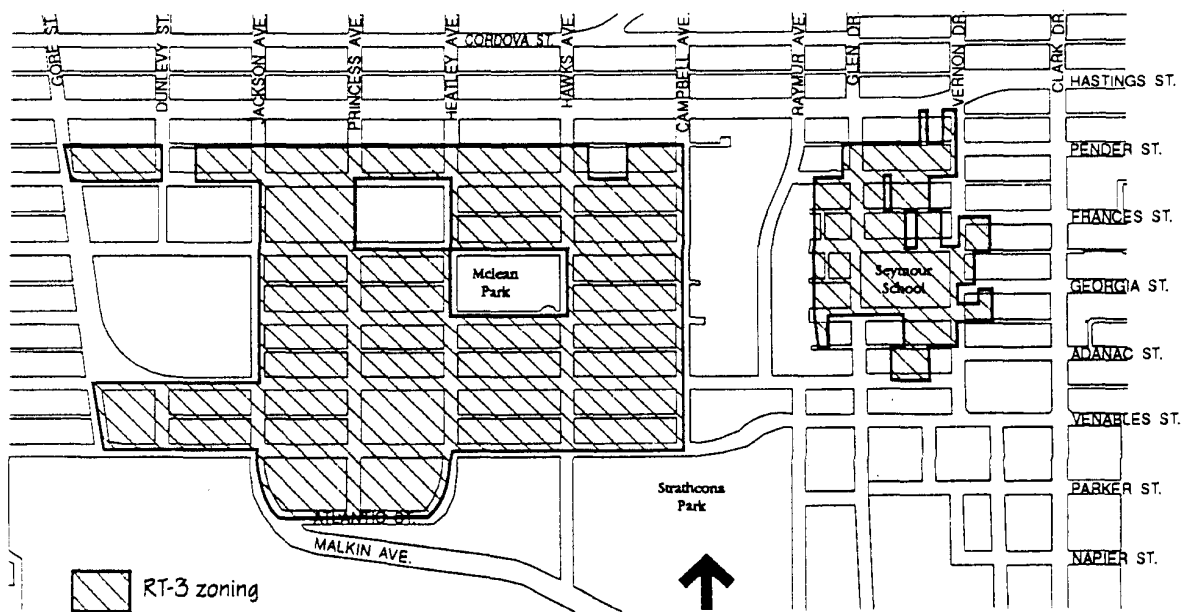 GORE ST.
DUNLEVY ST.
JACKSON AVE.
PRINCESS AVE.
HEATLEY AVE.
CORDOVA ST.
HAWKS AVE.
CAMPBELL AVE.
RAYMUR AVE.
GLEN DR.
VERNON DR.
CLARK DR.
HASTINGS ST.
PENDER ST.
FRANCES ST.
Mclean
Park
Seymour
School
GEORGIA ST.
ADANAC ST.
VENABLES ST.
Strathcona
Park
PARKER ST.
ATLANTIC ST.
MALKIN AVE.
NAPIER ST.
RT-3 zoning